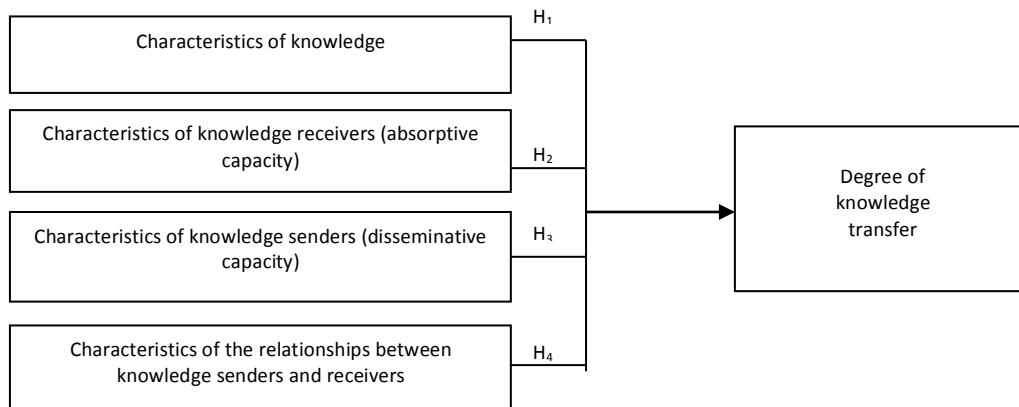 H₁
Characteristics of knowledge
Characteristics of knowledge receivers (absorptive
capacity)
H₂
Characteristics of knowledge senders (disseminative
capacity)
H₃
Characteristics of the relationships between
knowledge senders and receivers
H₄
Degree of
knowledge
transfer